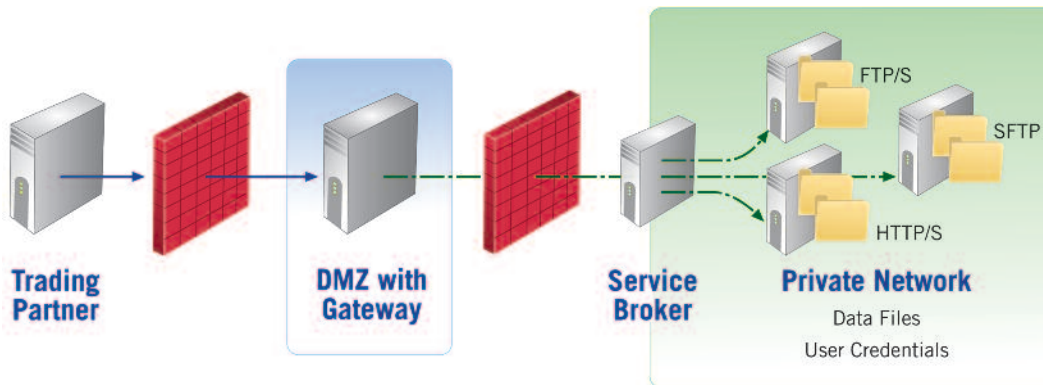 FTP/S
SFTP
HTTP/S
Trading
Partner
DMZ with
Gateway
Service
Broker
Private Network
Data Files
User Credentials